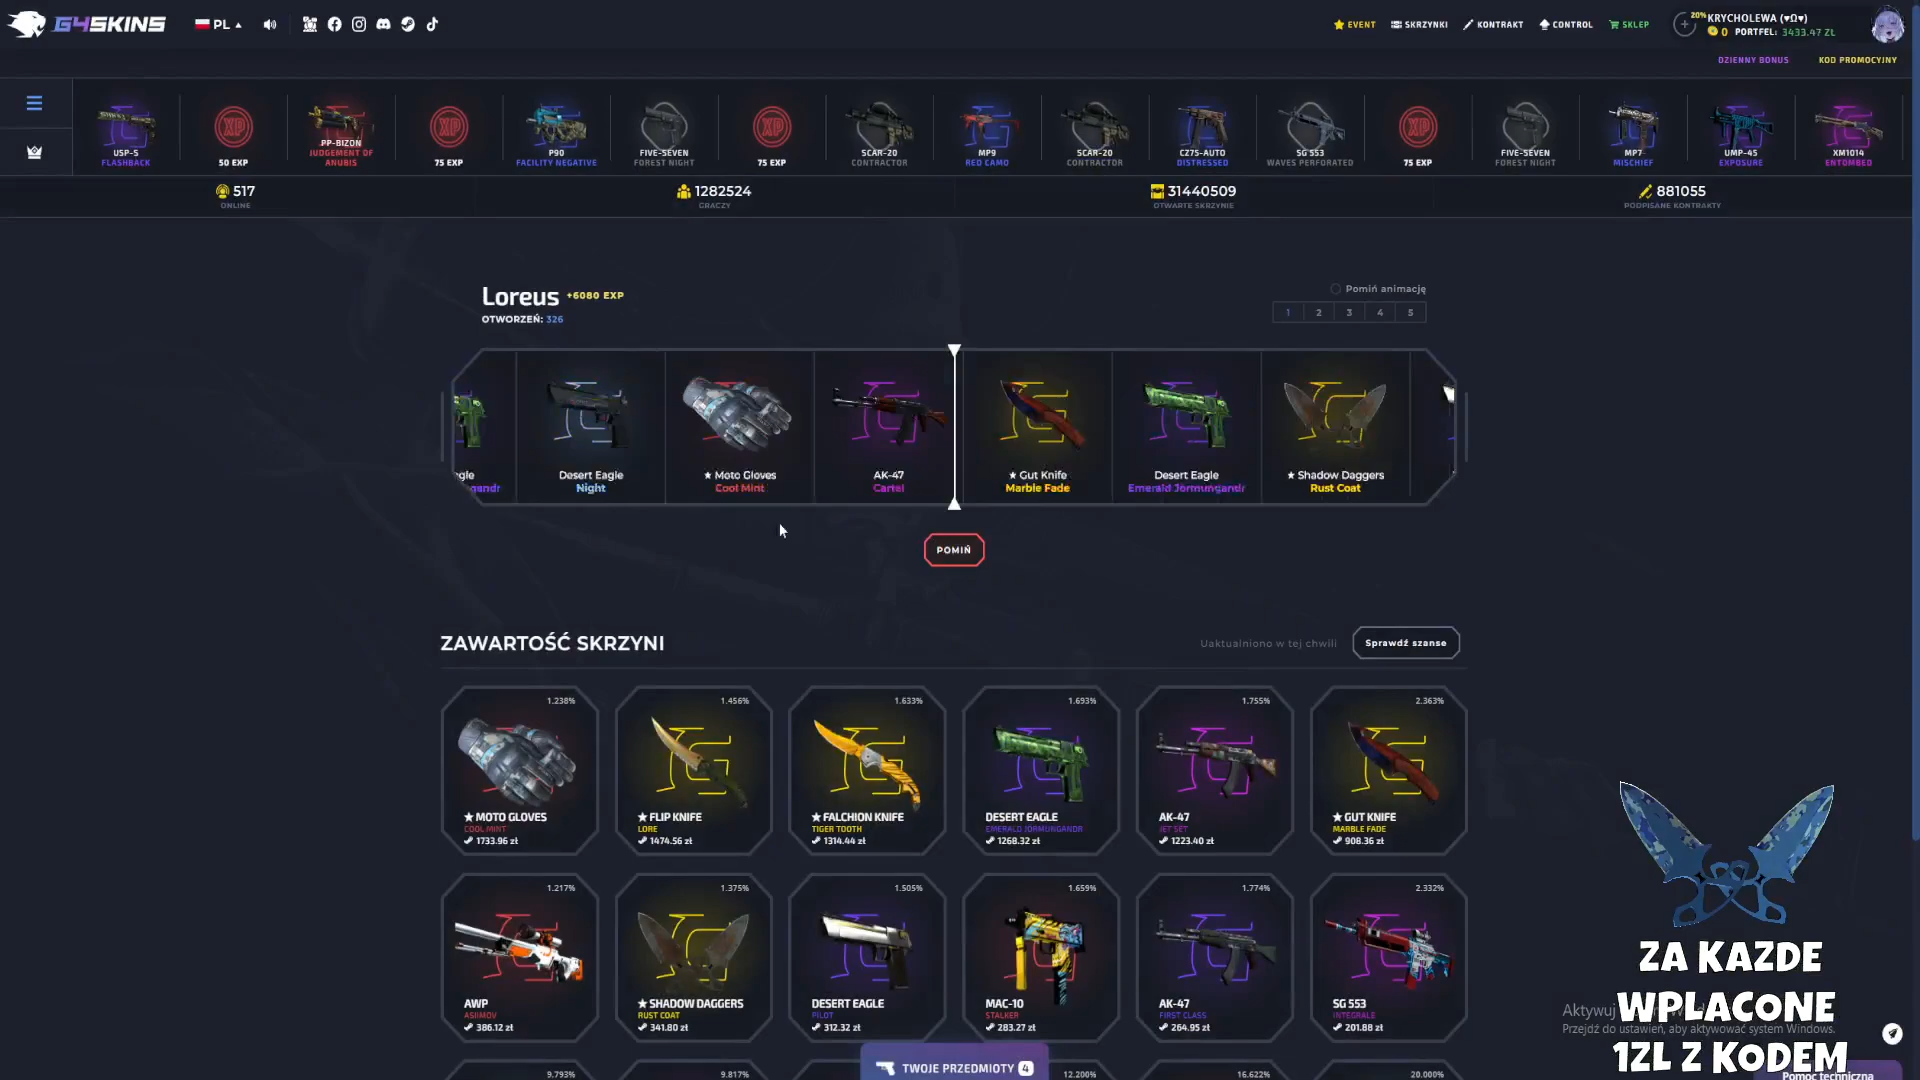 G4SKINS
PL
EVENT
SKRZYNKI
KONTRAKT
CONTROL
SKLEP
20%
KRYCHOLEWA (♥Ω♥)
0 PORTFEL: 3433.47 ZŁ
DZIENNY BONUS
KOD PROMOCYJNY
USP-S
FLASHBACK
50 EXP
PP-BIZON
JUDGEMENT OF
ANUBIS
75 EXP
P90
FACILITY NEGATIVE
FIVE-SEVEN
FOREST NIGHT
75 EXP
SCAR-20
CONTRACTOR
MP9
RED CAMO
SCAR-20
CONTRACTOR
CZ75-AUTO
DISTRESSED
SG 553
WAVES PERFORATED
75 EXP
FIVE-SEVEN
FOREST NIGHT
MP7
MISCHIEF
UMP-45
EXPOSURE
XM1014
ENTOMBED
517
ONLINE
1282524
GRACZY
31440509
OTWARTE SKRZYNIE
881055
PODPISANE KONTRAKTY
Loreus +6080 EXP
OTWORZEŃ: 326
Pomiń animację
1 2 3 4 5
Desert Eagle
Night
★ Moto Gloves
Cool Mint
AK-47
Cartel
★ Gut Knife
Marble Fade
Desert Eagle
Emerald Jörmungandr
★ Shadow Daggers
Rust Coat
POMIŃ
ZAWARTOŚĆ SKRZYNI
Uaktualniono w tej chwili
Sprawdź szanse
1.238%
★ MOTO GLOVES
COOL MINT
1733.96 zł
1.456%
★ FLIP KNIFE
LORE
1474.56 zł
1.633%
★ FALCHION KNIFE
TIGER TOOTH
1314.44 zł
1.693%
DESERT EAGLE
EMERALD JÖRMUNGANDR
1268.32 zł
1.755%
AK-47
JET SET
1223.40 zł
2.363%
★ GUT KNIFE
MARBLE FADE
908.36 zł
1.217%
AWP
ASIIMOV
386.12 zł
1.375%
★ SHADOW DAGGERS
RUST COAT
341.80 zł
1.505%
DESERT EAGLE
PILOT
312.32 zł
1.659%
MAC-10
STALKER
283.27 zł
1.774%
AK-47
FIRST CLASS
264.95 zł
2.332%
SG 553
INTEGRALE
201.88 zł
9.793%
9.817%
12.200%
16.622%
20.000%
TWOJE PRZEDMIOTY 4
ZA KAZDE
WPLACONE
1ZL Z KODEM
Aktywuj
Przejdź do ustawień, aby aktywować system Windows.
Pomoc techniczna